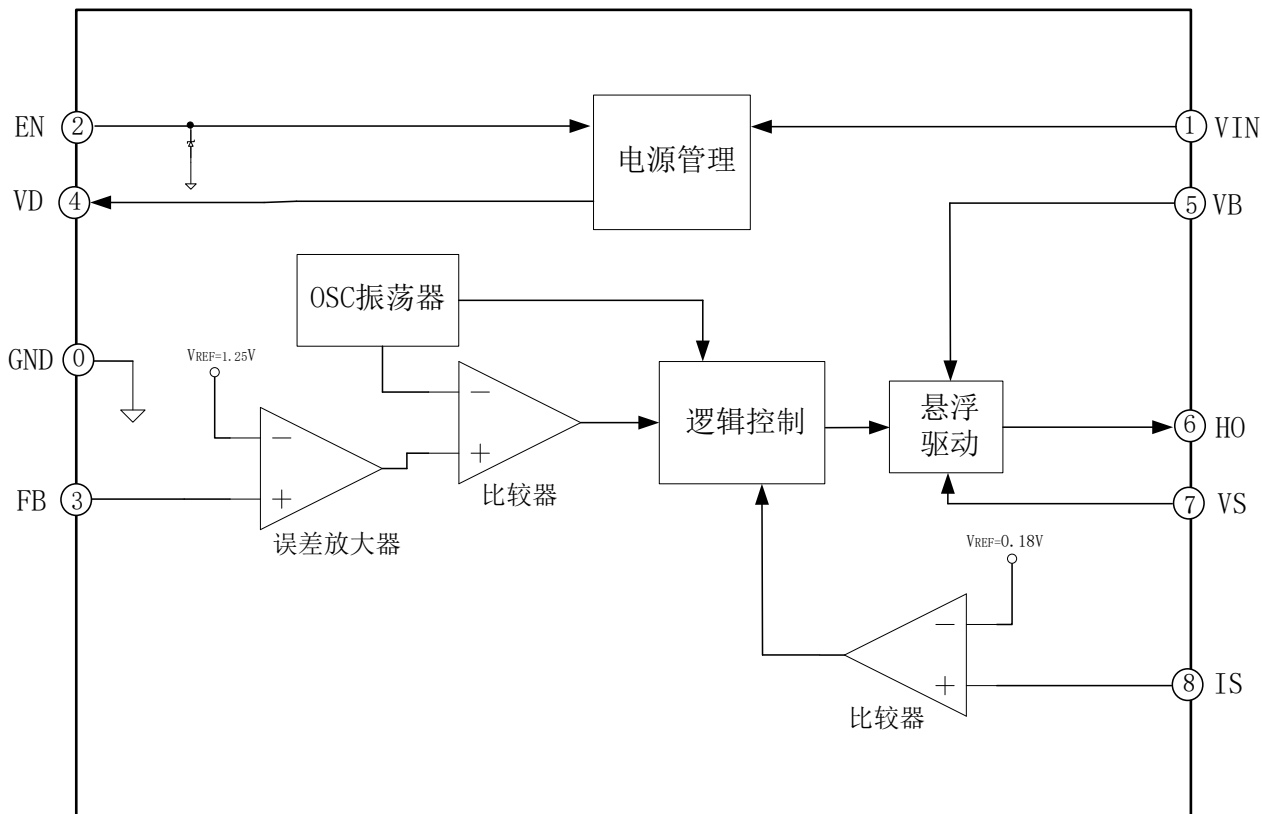 EN
2
电源管理
1
VIN
VD
4
5
VB
OSC振荡器
GND
0
VREF=1.25V
逻辑控制
悬浮
驱动
6
HO
FB
3
−
+
误差放大器
−
+
比较器
7
VS
VREF=0.18V
−
+
比较器
8
IS